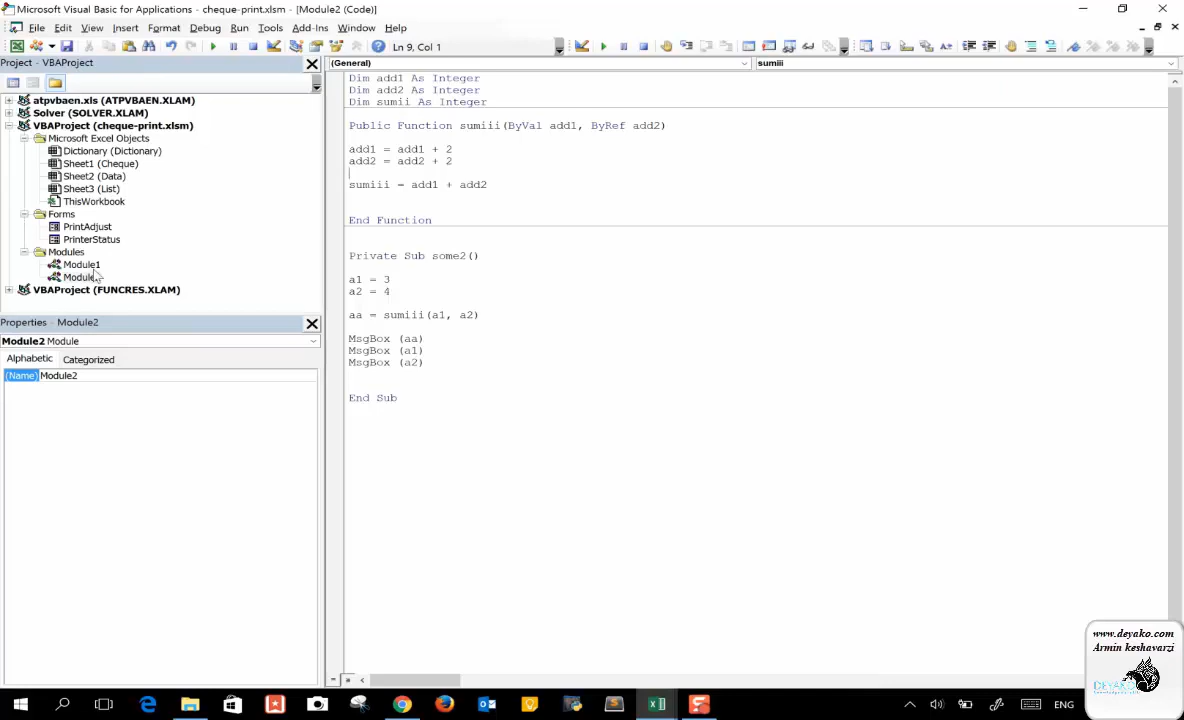 Microsoft Visual Basic for Applications - cheque-print.xlsm - [Module2 (Code)]
File Edit View Insert Format Debug Run Tools Add-Ins Window Help
Ln 9, Col 1
Project - VBAProject
(General)
sumiii
atpvbaen.xls (ATPVBAEN.XLAM)
Solver (SOLVER.XLAM)
VBAProject (cheque-print.xlsm)
Microsoft Excel Objects
Dictionary (Dictionary)
Sheet1 (Cheque)
Sheet2 (Data)
Sheet3 (List)
ThisWorkbook
Forms
PrintAdjust
PrinterStatus
Modules
Module1
Module
VBAProject (FUNCRES.XLAM)
Properties - Module2
Module2 Module
Alphabetic Categorized
(Name) Module2
Dim add1 As Integer
Dim add2 As Integer
Dim sumii As Integer
Public Function sumiii(ByVal add1, ByRef add2)
add1 = add1 + 2
add2 = add2 + 2
sumiii = add1 + add2
End Function
Private Sub some2()
a1 = 3
a2 = 4
aa = sumiii(a1, a2)
MsgBox (aa)
MsgBox (a1)
MsgBox (a2)
End Sub
www.deyako.com
Armin keshavarzi
DEYAKO
ENG